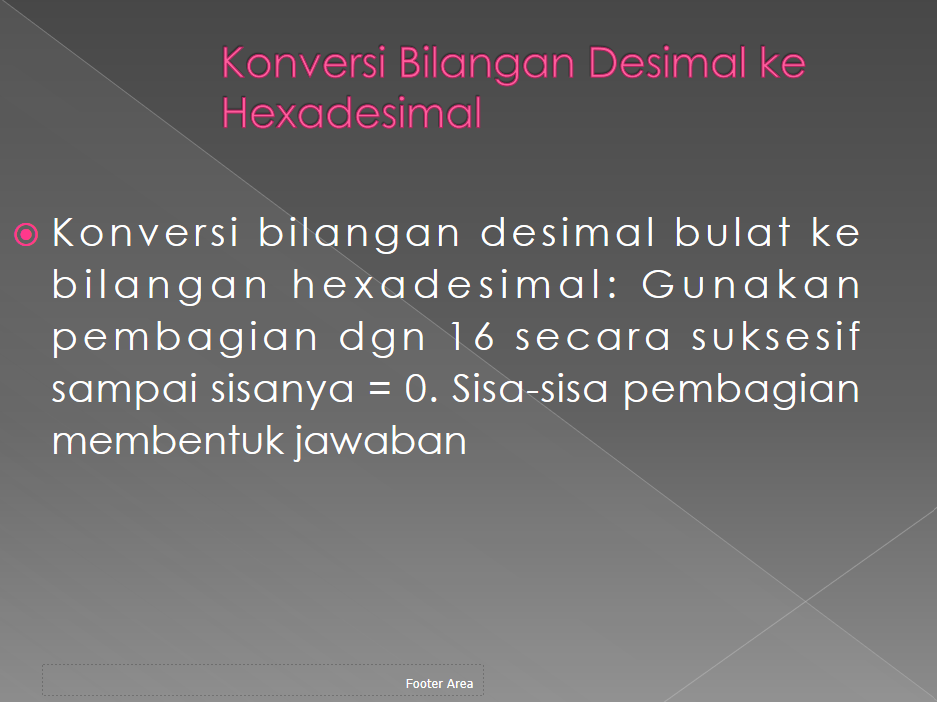 Konversi Bilangan Desimal ke
Hexadesimal
Konversi bilangan desimal bulat ke
bilangan hexadesimal: Gunakan
pembagian dgn 16 secara suksesif
sampai sisanya = 0. Sisa-sisa pembagian
membentuk jawaban
Footer Area